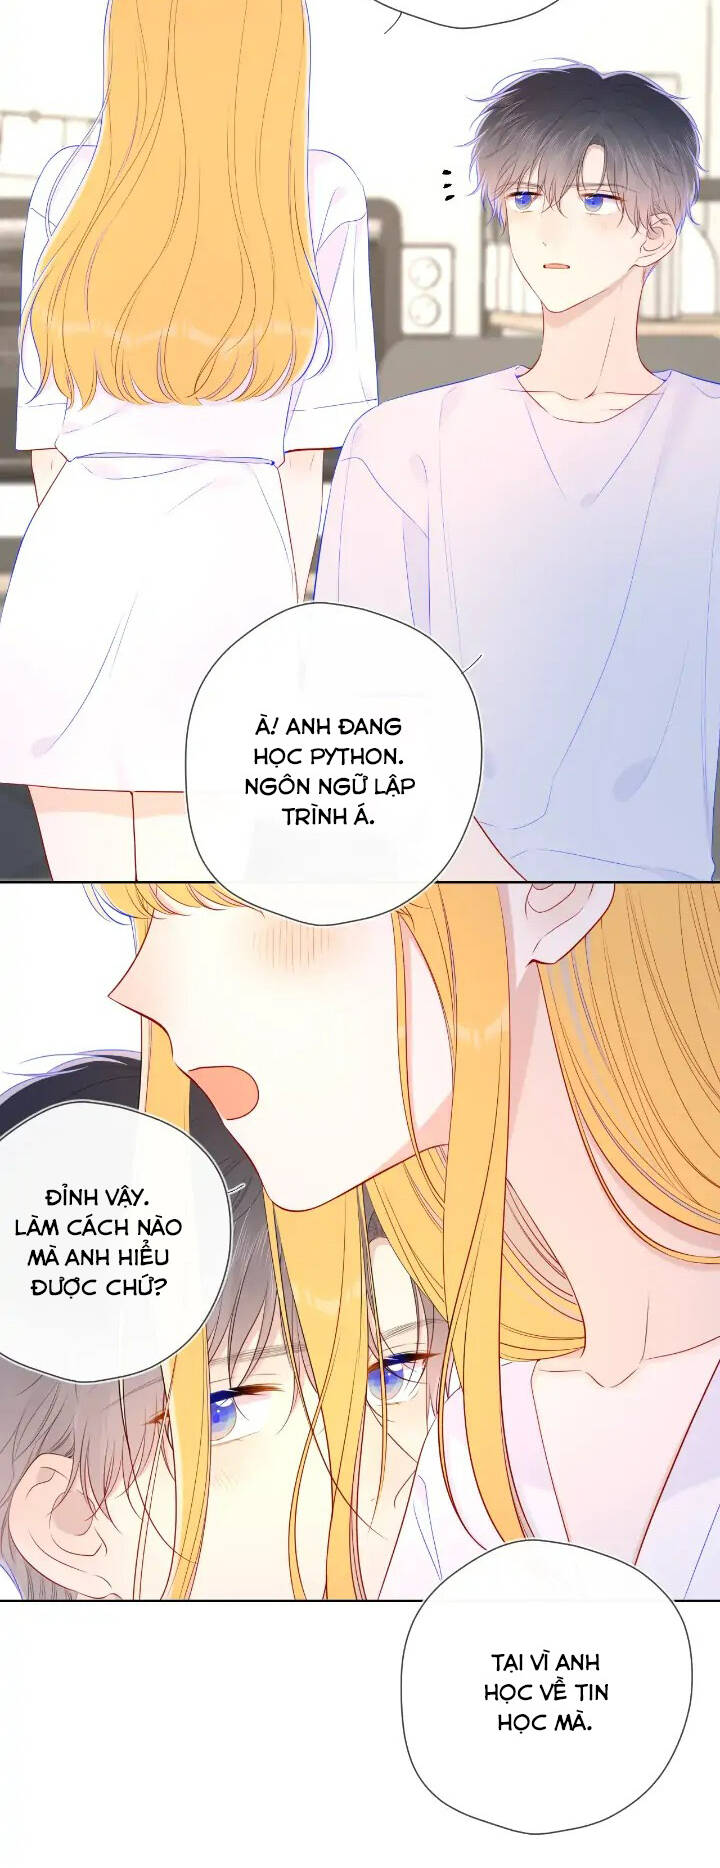 À! ANH ĐANG
HỌC PYTHON.
NGÔN NGỮ LẬP
TRÌNH Á.
ĐỈNH VẬY.
LÀM CÁCH NÀO
MÀ ANH HIỂU
ĐƯỢC CHỨ?
TẠI VÌ ANH
HỌC VỀ TIN
HỌC MÀ.